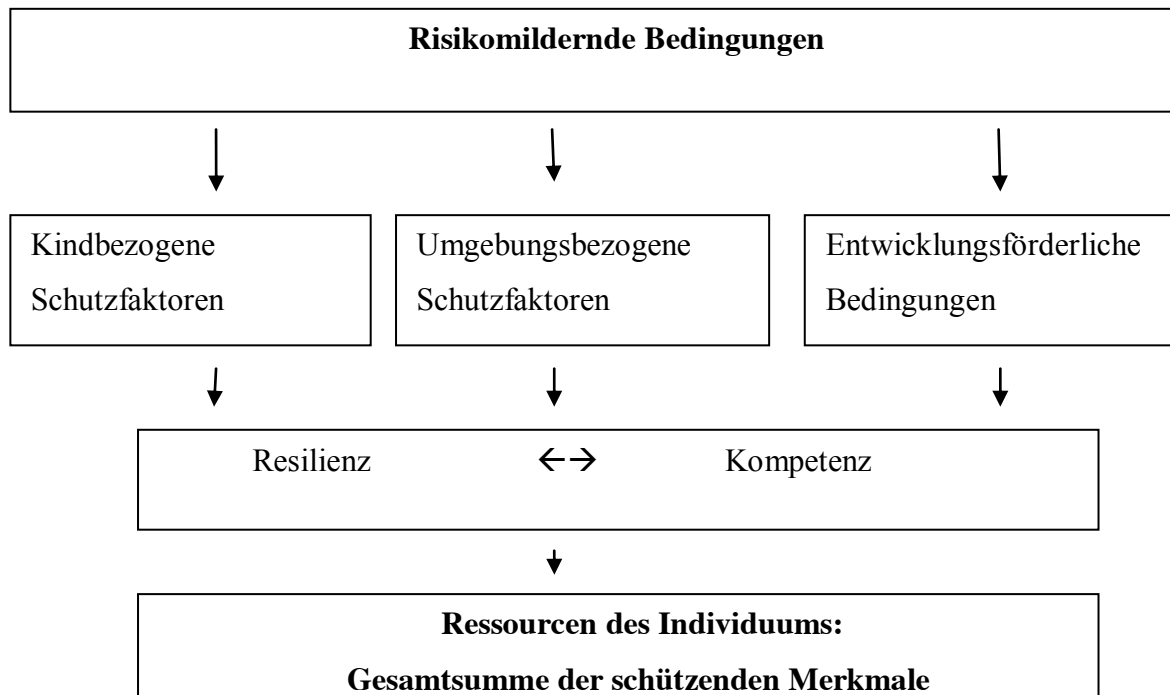 Risikomildernde Bedingungen
Kindbezogene
Schutzfaktoren
Umgebungsbezogene
Schutzfaktoren
Entwicklungsförderliche
Bedingungen
Resilienz ←→ Kompetenz
Ressourcen des Individuums:
Gesamtsumme der schützenden Merkmale